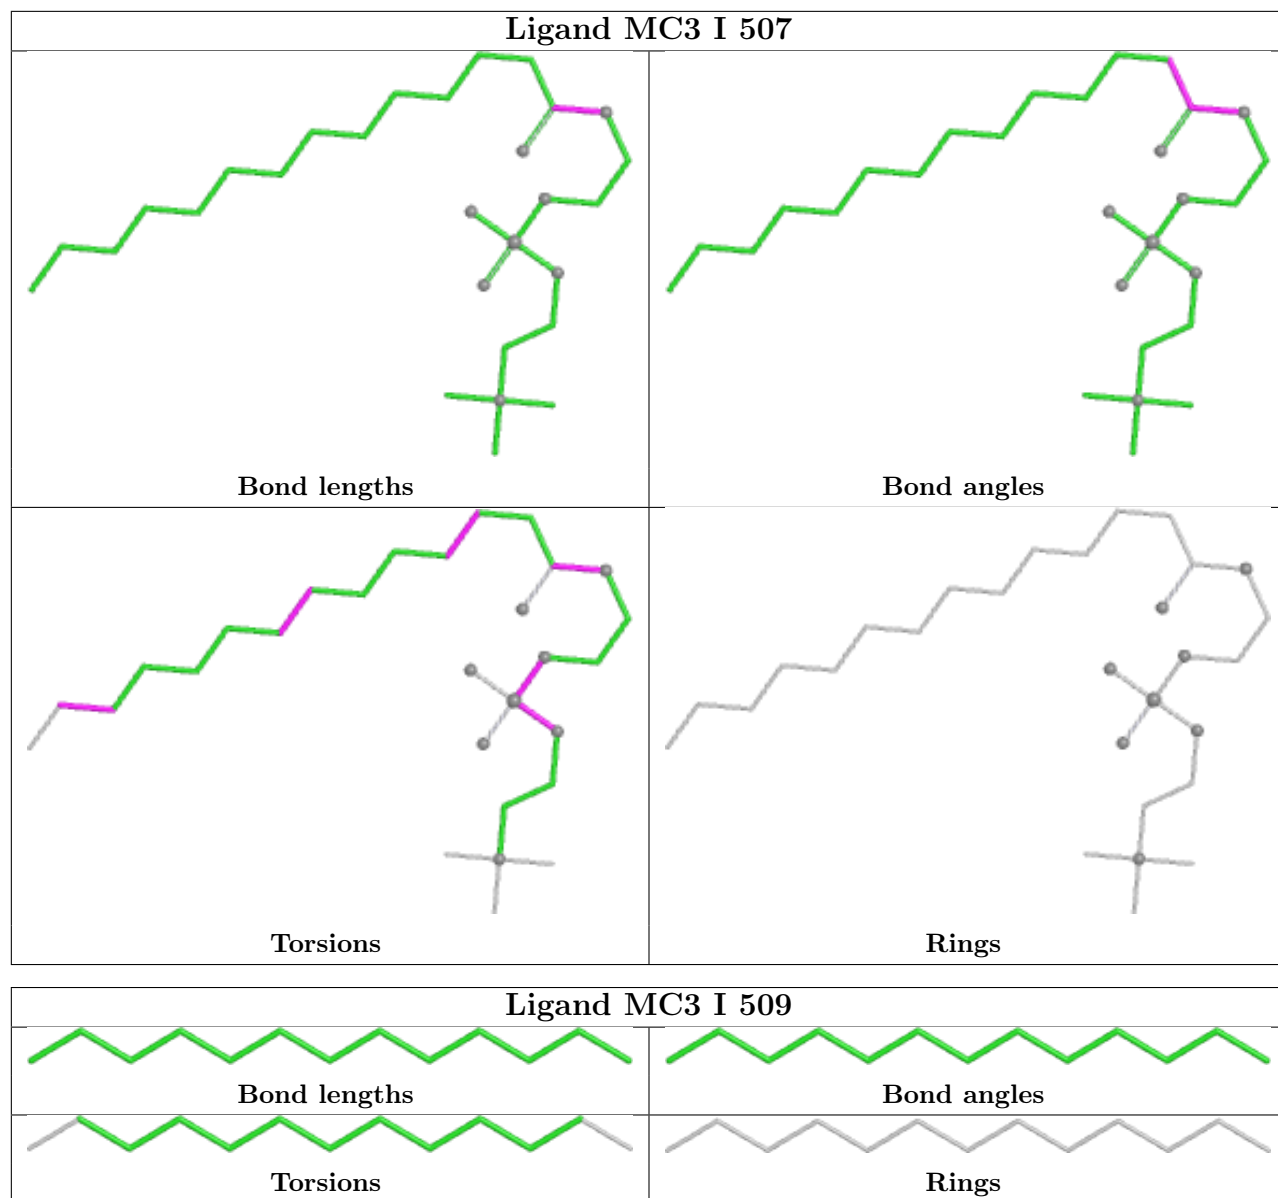 Ligand MC3 I 507
Bond lengths
Bond angles
Torsions
Rings
Ligand MC3 I 509
Bond lengths
Bond angles
Torsions
Rings